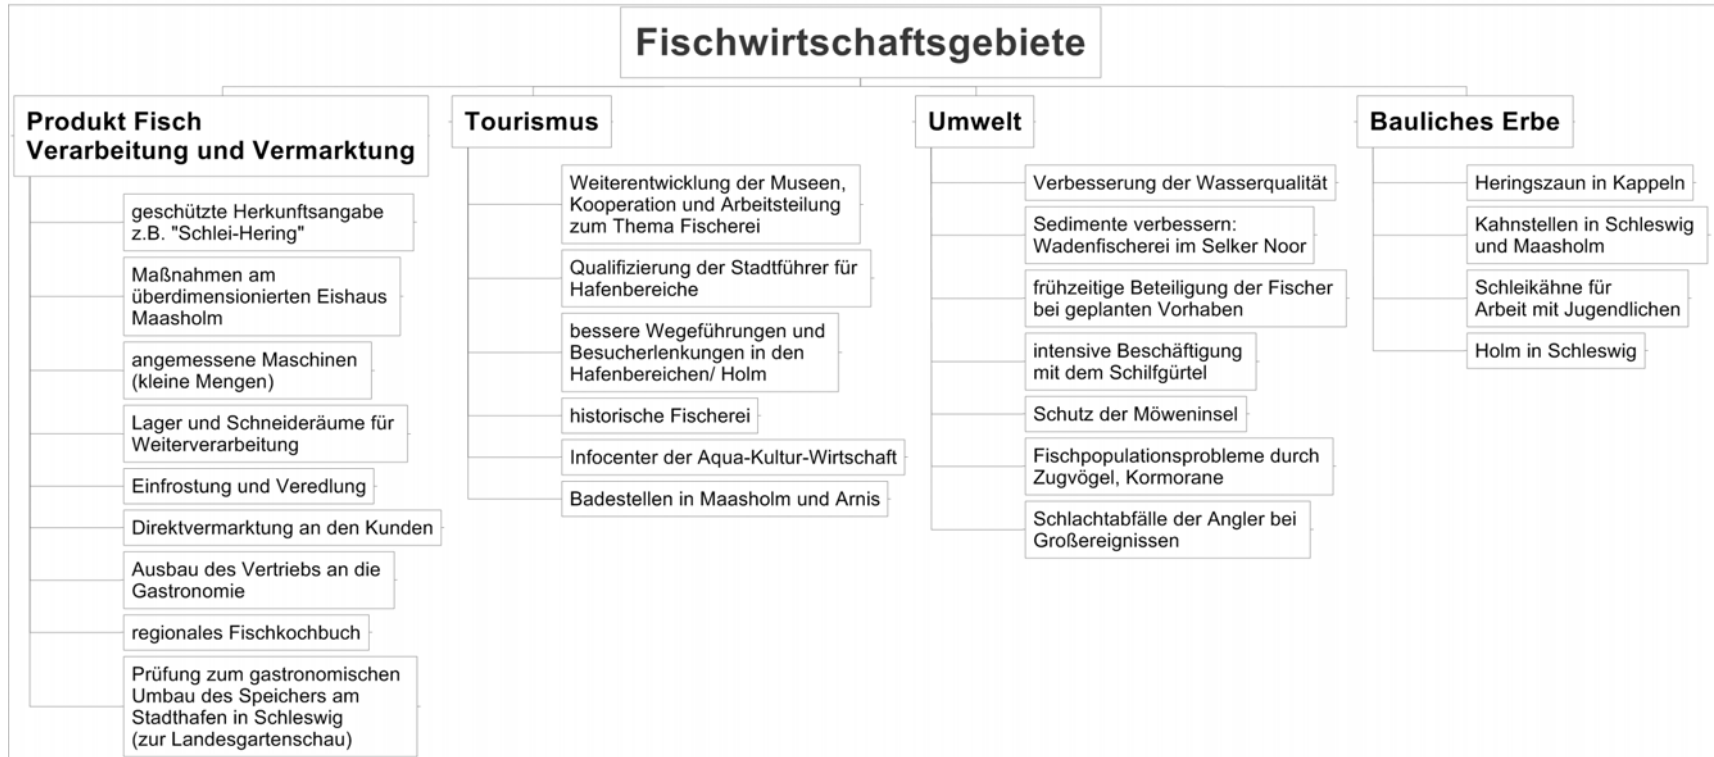 Fischwirtschaftsgebiete
Produkt Fisch
Verarbeitung und Vermarktung
geschützte Herkunftsangabe
z.B. "Schlei-Hering"
Maßnahmen am
überdimensionierten Eishaus
Maasholm
angemessene Maschinen
(kleine Mengen)
Lager und Schneideräume für
Weiterverarbeitung
Einfrostung und Veredlung
Direktvermarktung an den Kunden
Ausbau des Vertriebs an die
Gastronomie
regionales Fischkochbuch
Prüfung zum gastronomischen
Umbau des Speichers am
Stadthafen in Schleswig
(zur Landesgartenschau)
Tourismus
Weiterentwicklung der Museen,
Kooperation und Arbeitsteilung
zum Thema Fischerei
Qualifizierung der Stadtführer für
Hafenbereiche
bessere Wegeführungen und
Besucherlenkungen in den
Hafenbereichen/ Holm
historische Fischerei
Infocenter der Aqua-Kultur-Wirtschaft
Badestellen in Maasholm und Arnis
Umwelt
Verbesserung der Wasserqualität
Sedimente verbessern:
Wadenfischerei im Selker Noor
frühzeitige Beteiligung der Fischer
bei geplanten Vorhaben
intensive Beschäftigung
mit dem Schilfgürtel
Schutz der Möweninsel
Fischpopulationsprobleme durch
Zugvögel, Kormorane
Schlachtabfälle der Angler bei
Großereignissen
Bauliches Erbe
Heringszaun in Kappeln
Kahnstellen in Schleswig
und Maasholm
Schleikähne für
Arbeit mit Jugendlichen
Holm in Schleswig